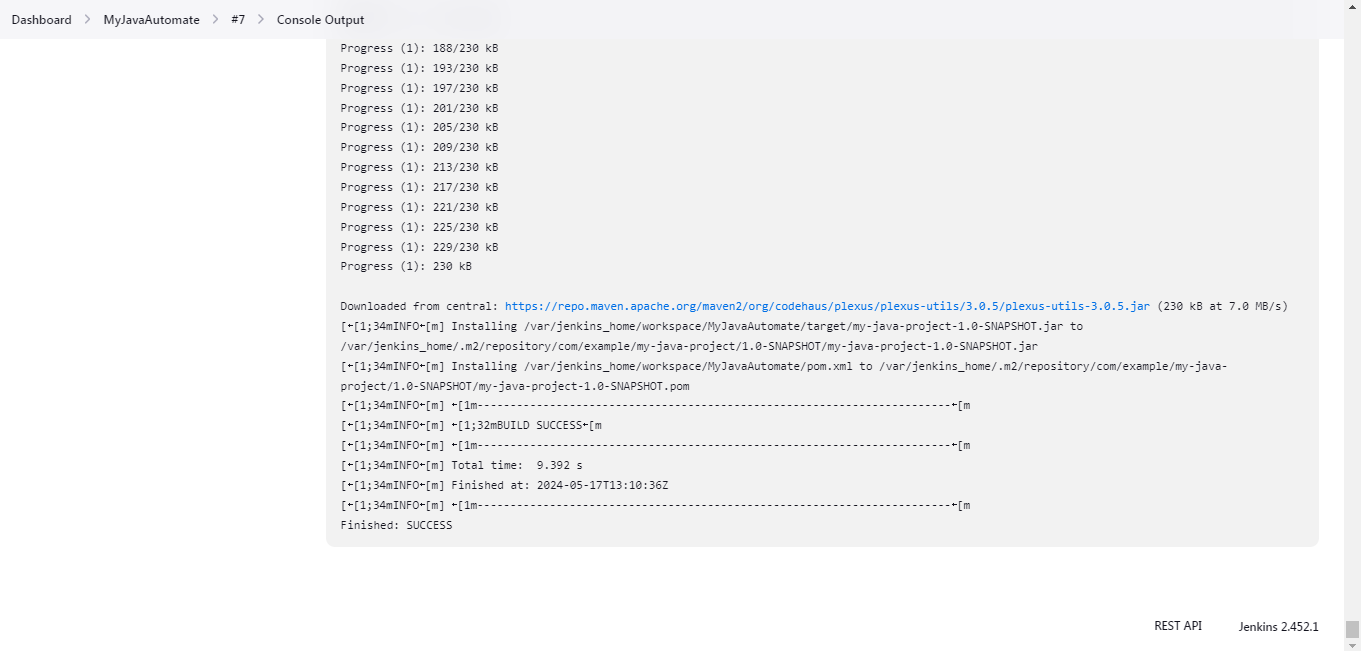 Dashboard > MyJavaAutomate > #7 > Console Output
Progress (1): 188/230 kB
Progress (1): 193/230 kB
Progress (1): 197/230 kB
Progress (1): 201/230 kB
Progress (1): 205/230 kB
Progress (1): 209/230 kB
Progress (1): 213/230 kB
Progress (1): 217/230 kB
Progress (1): 221/230 kB
Progress (1): 225/230 kB
Progress (1): 229/230 kB
Progress (1): 230 kB
Downloaded from central: https://repo.maven.apache.org/maven2/org/codehaus/plexus/plexus-utils/3.0.5/plexus-utils-3.0.5.jar (230 kB at 7.0 MB/s)
[←[1;34mINFO←[m] Installing /var/jenkins_home/workspace/MyJavaAutomate/target/my-java-project-1.0-SNAPSHOT.jar to
/var/jenkins_home/.m2/repository/com/example/my-java-project/1.0-SNAPSHOT/my-java-project-1.0-SNAPSHOT.jar
[←[1;34mINFO←[m] Installing /var/jenkins_home/workspace/MyJavaAutomate/pom.xml to /var/jenkins_home/.m2/repository/com/example/my-java-
project/1.0-SNAPSHOT/my-java-project-1.0-SNAPSHOT.pom
[←[1;34mINFO←[m] ←[1m------------------------------------------------------------------------←[m
[←[1;34mINFO←[m] ←[1;32mBUILD SUCCESS←[m
[←[1;34mINFO←[m] ←[1m------------------------------------------------------------------------←[m
[←[1;34mINFO←[m] Total time:  9.392 s
[←[1;34mINFO←[m] Finished at: 2024-05-17T13:10:36Z
[←[1;34mINFO←[m] ←[1m------------------------------------------------------------------------←[m
Finished: SUCCESS
REST API Jenkins 2.452.1